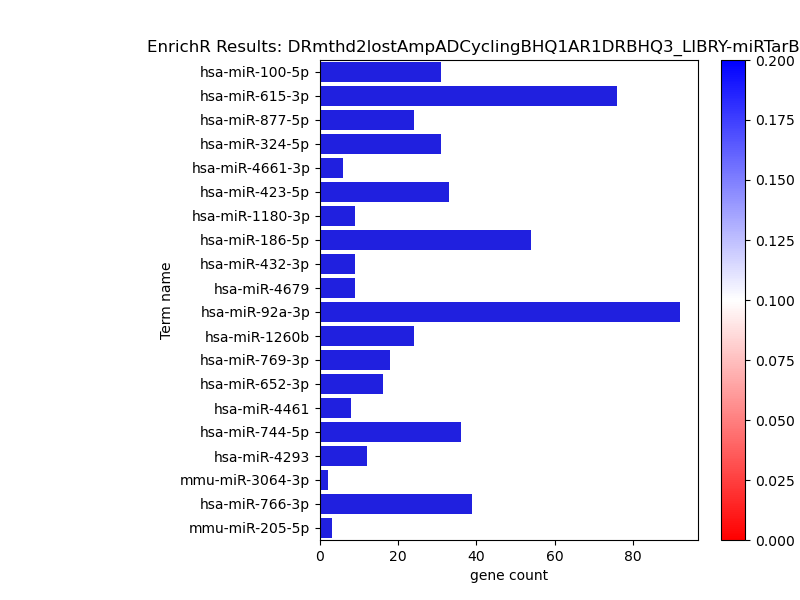 EnrichR Results: DRmthd2lostAmpADCyclingBHQ1AR1DRBHQ3_LIBRY-miRTarB
hsa-miR-100-5p
hsa-miR-615-3p
hsa-miR-877-5p
hsa-miR-324-5p
hsa-miR-4661-3p
hsa-miR-423-5p
hsa-miR-1180-3p
hsa-miR-186-5p
hsa-miR-432-3p
hsa-miR-4679
hsa-miR-92a-3p
hsa-miR-1260b
hsa-miR-769-3p
hsa-miR-652-3p
hsa-miR-4461
hsa-miR-744-5p
hsa-miR-4293
mmu-miR-3064-3p
hsa-miR-766-3p
mmu-miR-205-5p
Term name
0 20 40 60 80
gene count
0.200
0.175
0.150
0.125
0.100
0.075
0.050
0.025
0.000